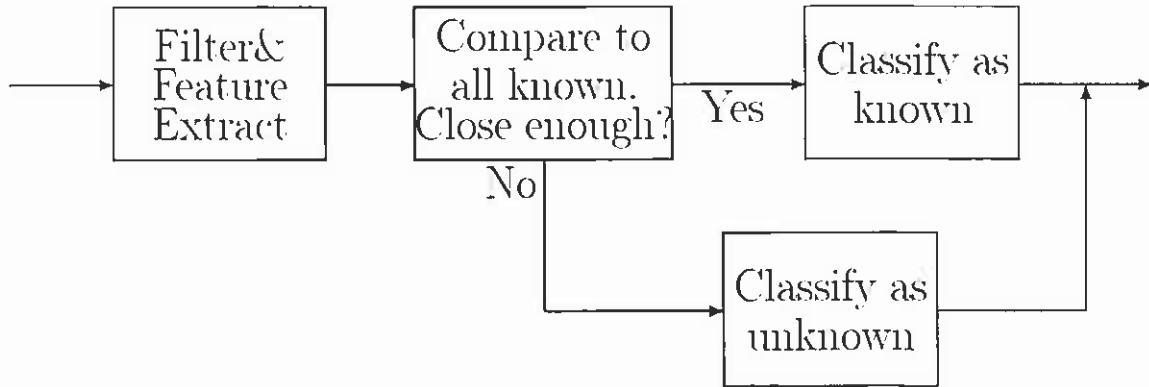 Filter&
Feature
Extract
Compare to
all known.
Close enough?
Yes
Classify as
known
No
Classify as
unknown